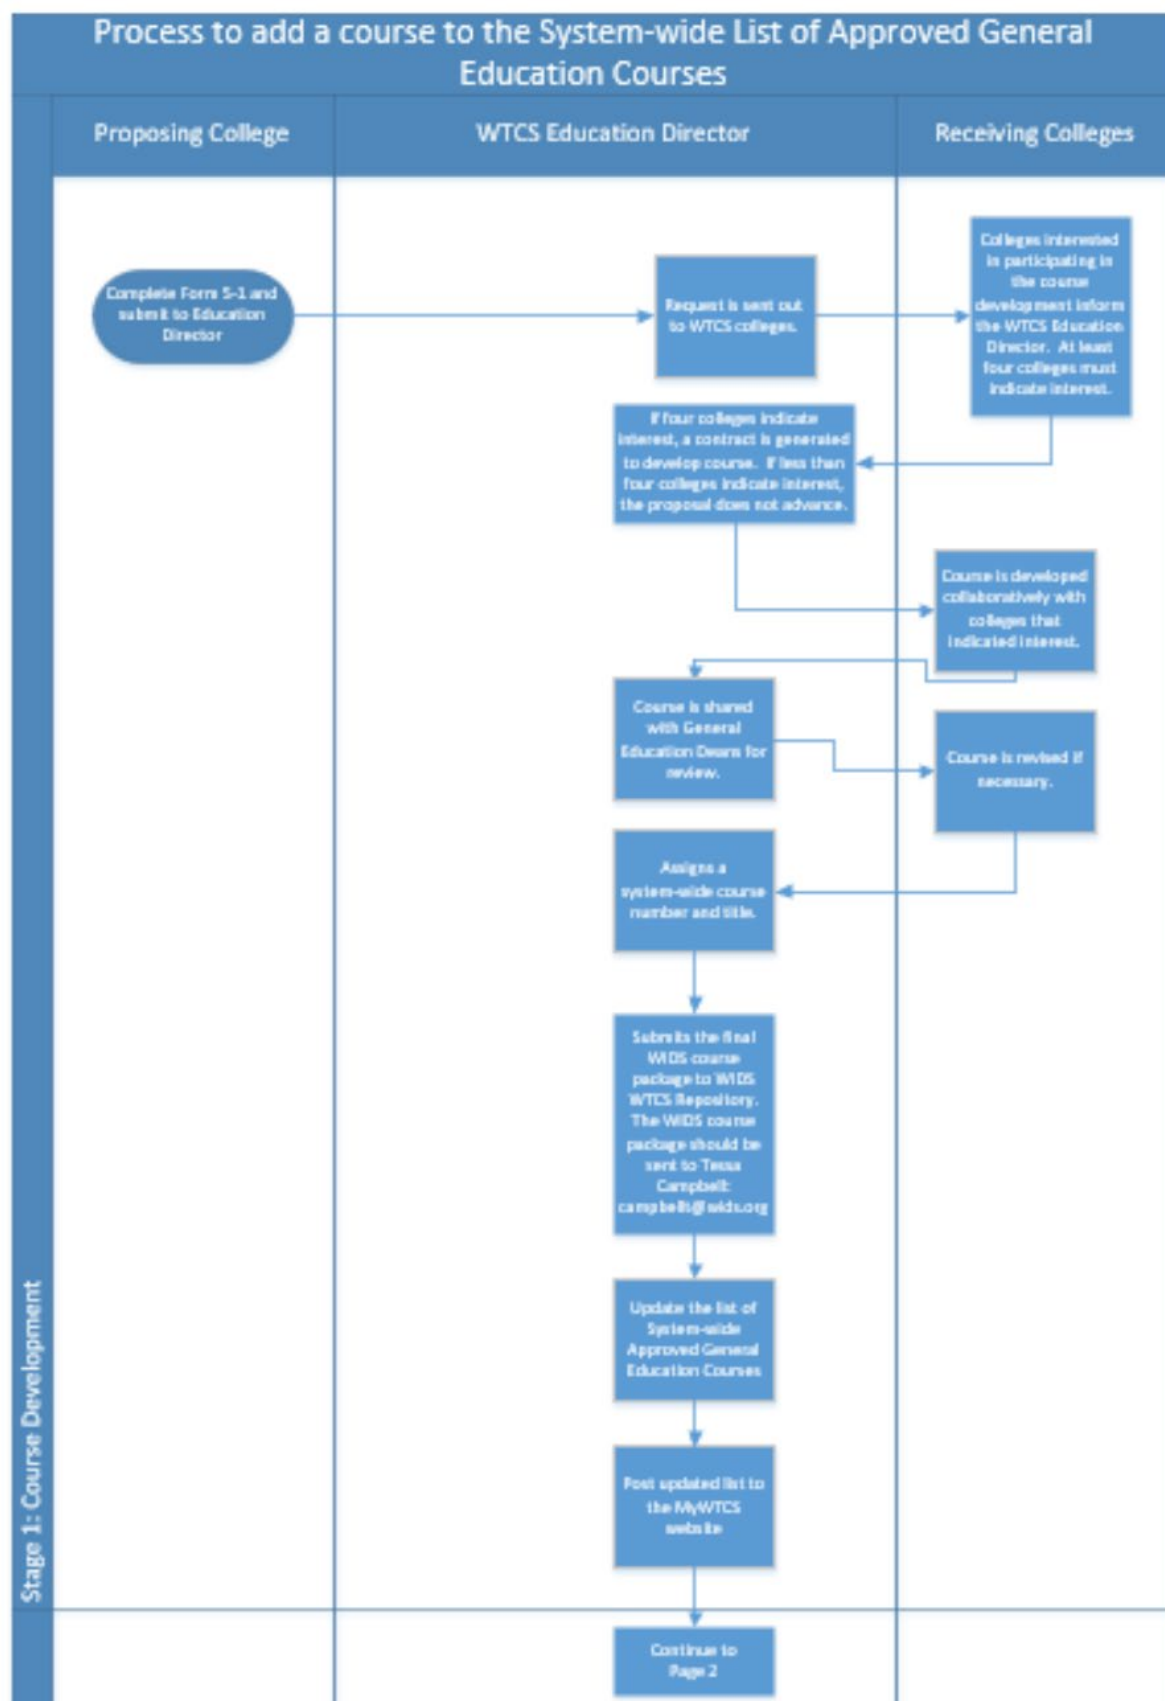 Process to add a course to the System-wide List of Approved General
Education Courses
Proposing College
WTCS Education Director
Receiving Colleges
Complete Form S-1 and
submit to Education
Director
Request is sent out
to WTCS colleges.
Colleges interested
in participating in
the course
development inform
the WTCS Education
Director. At least
four colleges must
indicate interest.
If four colleges indicate
interest, a contract is generated
to develop course. If less than
four colleges indicate interest,
the proposal does not advance.
Course is developed
collaboratively with
colleges that
indicated interest.
Course is shared
with General
Education Deans for
review.
Course is revised if
necessary.
Assigns a
system-wide course
number and title.
Submits the final
WIDS course
package to WIDS
WTCS Repository.
The WIDS course
package should be
sent to Tessa
Campbell:
campbellt@wids.org
Update the list of
System-wide
Approved General
Education Courses
Post updated list to
the MyWTCS
website
Stage 1: Course Development
Continue to
Page 2